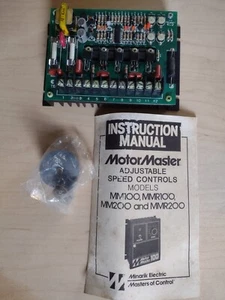 INSTRUCTION
MANUAL
MotorMaster
ADJUSTABLE
SPEED CONTROLS
MODELS
MM100, MMR100,
MM200 and MMR200
Minarik Electric
Masters of Control